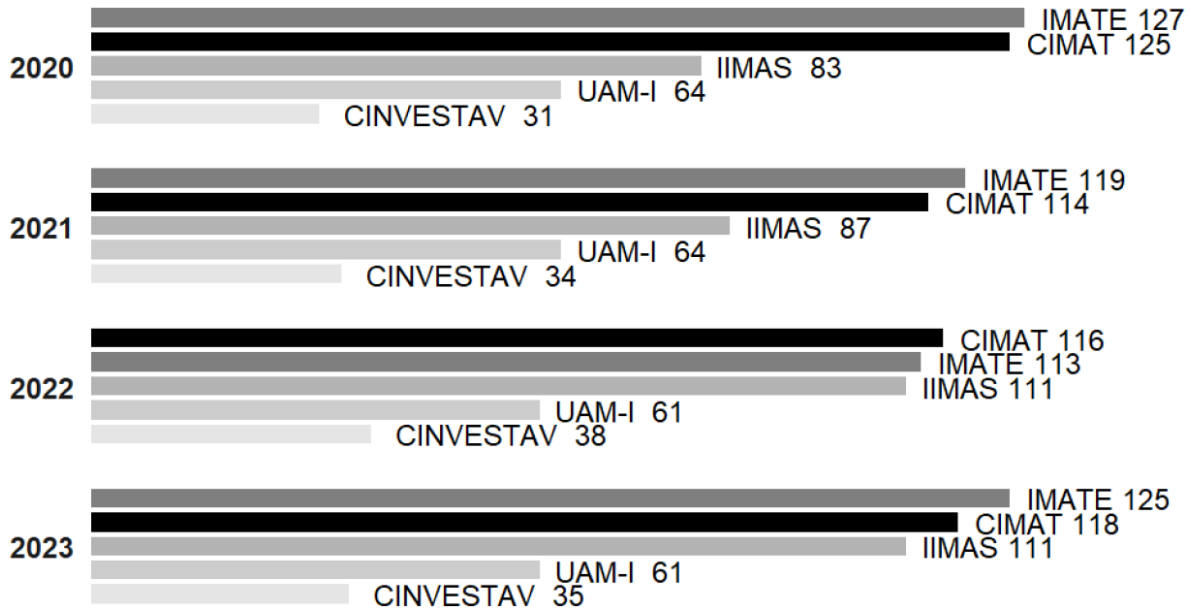 IMATE 127
CIMAT 125
2020
IIMAS 83
UAM-I 64
CINVESTAV 31
IMATE 119
CIMAT 114
2021
IIMAS 87
UAM-I 64
CINVESTAV 34
CIMAT 116
IMATE 113
2022
IIMAS 111
UAM-I 61
CINVESTAV 38
IMATE 125
CIMAT 118
2023
IIMAS 111
UAM-I 61
CINVESTAV 35